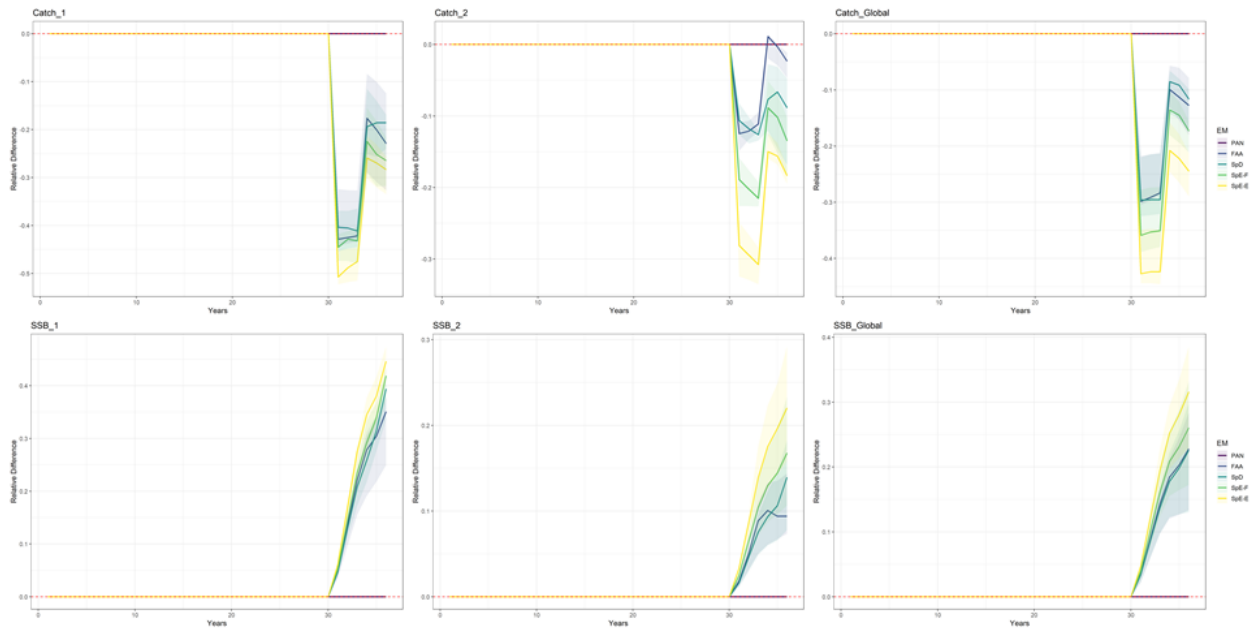 Catch_1
Relative Difference
0.0
-0.1
-0.2
-0.3
-0.4
-0.5
0
10
20
30
Years
Catch_2
Relative Difference
0.0
-0.1
-0.2
-0.3
0
10
20
30
Years
Catch_Global
Relative Difference
0.0
-0.1
-0.2
-0.3
-0.4
0
10
20
30
Years
EM
PAN
FAA
SpD
SpE-F
SpE-E
SSB_1
Relative Difference
0.4
0.3
0.2
0.1
0.0
0
10
20
30
Years
SSB_2
Relative Difference
0.3
0.2
0.1
0.0
0
10
20
30
Years
SSB_Global
Relative Difference
0.4
0.3
0.2
0.1
0.0
0
10
20
30
Years
EM
PAN
FAA
SpD
SpE-F
SpE-E